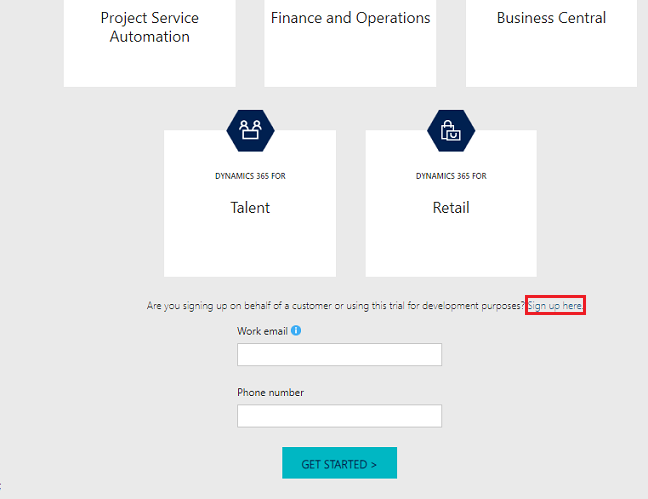 Project Service
Automation
Finance and Operations
Business Central
DYNAMICS 365 FOR
Talent
DYNAMICS 365 FOR
Retail
Are you signing up on behalf of a customer or using this trial for development purposes? Sign up here.
Work email
Phone number
GET STARTED >